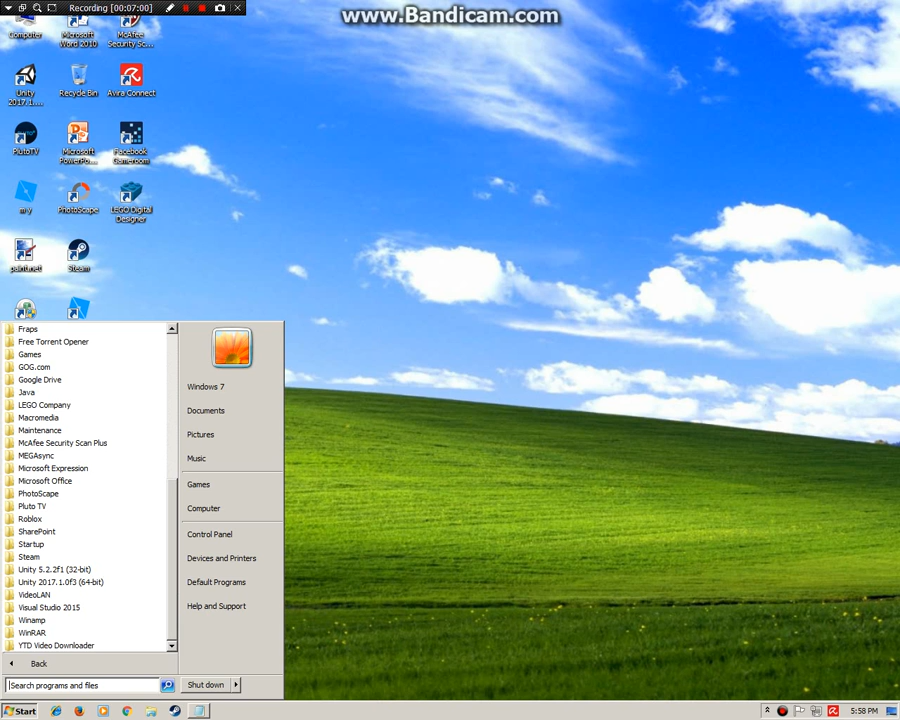 Recording [00:07:00]
www.Bandicam.com
Computer
Microsoft Word 2010
McAfee Security Sc...
Unity 2017.1....
Recycle Bin
Avira Connect
PlutoTV
Microsoft PowerPo...
Facebook Gameroom
m y
PhotoScape
LEGO Digital Designer
paint.net
Steam
Fraps
Free Torrent Opener
Games
GOG.com
Google Drive
Java
LEGO Company
Macromedia
Maintenance
McAfee Security Scan Plus
MEGAsync
Microsoft Expression
Microsoft Office
PhotoScape
Pluto TV
Roblox
SharePoint
Startup
Steam
Unity 5.2.2f1 (32-bit)
Unity 2017.1.0f3 (64-bit)
VideoLAN
Visual Studio 2015
Winamp
WinRAR
YTD Video Downloader
Back
Search programs and files
Windows 7
Documents
Pictures
Music
Games
Computer
Control Panel
Devices and Printers
Default Programs
Help and Support
Shut down
Start
5:58 PM